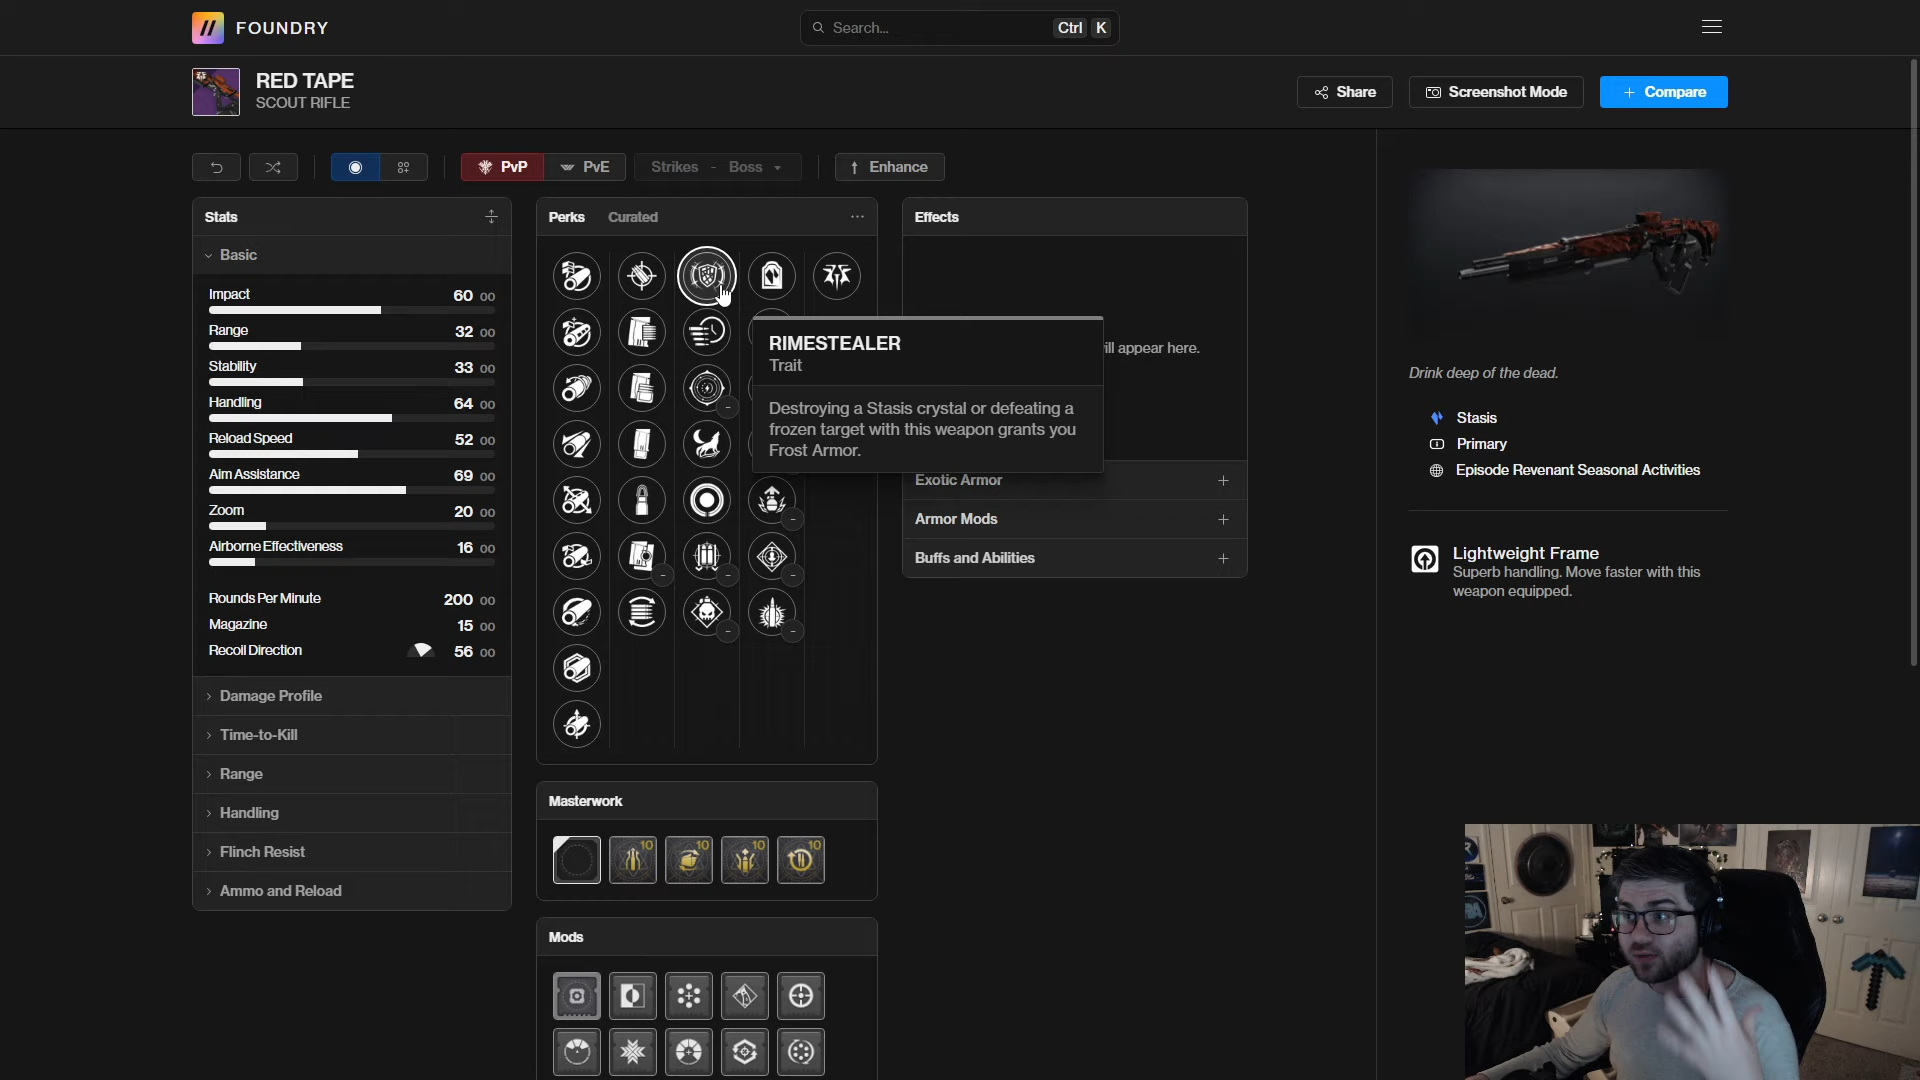 FOUNDRY
Search...
Ctrl K
RED TAPE
SCOUT RIFLE
Share
Screenshot Mode
Compare
PvP
PvE
Strikes - Boss
Enhance
Stats
Basic
Impact 60
Range 32
Stability 33
Handling 64
Reload Speed 52
Aim Assistance 69
Zoom 20
Airborne Effectiveness 16
Rounds Per Minute 200
Magazine 15
Recoil Direction 56
Damage Profile
Time-to-Kill
Range
Handling
Flinch Resist
Ammo and Reload
Perks Curated
RIMESTEALER
Trait
Destroying a Stasis crystal or defeating a
frozen target with this weapon grants you
Frost Armor.
Masterwork
10 10 10 10
Mods
Effects
will appear here.
Exotic Armor
Armor Mods
Buffs and Abilities
Drink deep of the dead.
Stasis
Primary
Episode Revenant Seasonal Activities
Lightweight Frame
Superb handling. Move faster with this
weapon equipped.